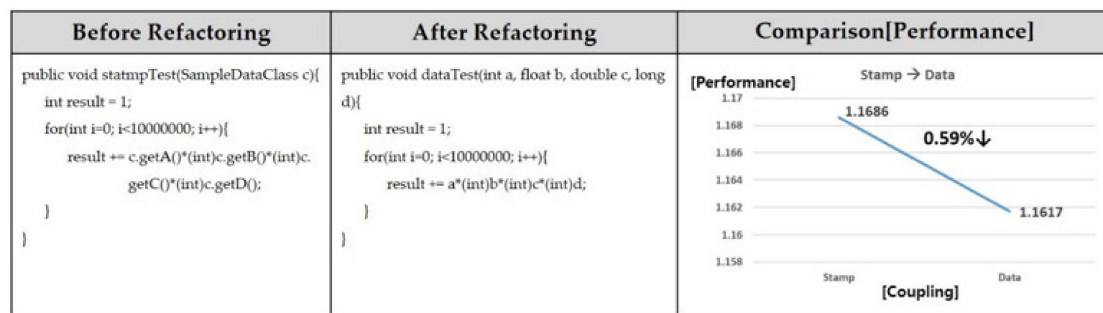 Before Refactoring
After Refactoring
Comparison[Performance]
public void statmpTest(SampleDataClass c){
int result = 1;
for(int i=0; i<10000000; i++){
result += c.getA()*(int)c.getB()*(int)c.
getC()*(int)c.getD();
}
}
public void dataTest(int a, float b, double c, long
d){
int result = 1;
for(int i=0; i<10000000; i++){
result += a*(int)b*(int)c*(int)d;
}
}
[Performance]
Stamp → Data
1.17
1.168
1.166
1.164
1.162
1.16
1.158
1.1686
0.59%↓
1.1617
Stamp
Data
[Coupling]